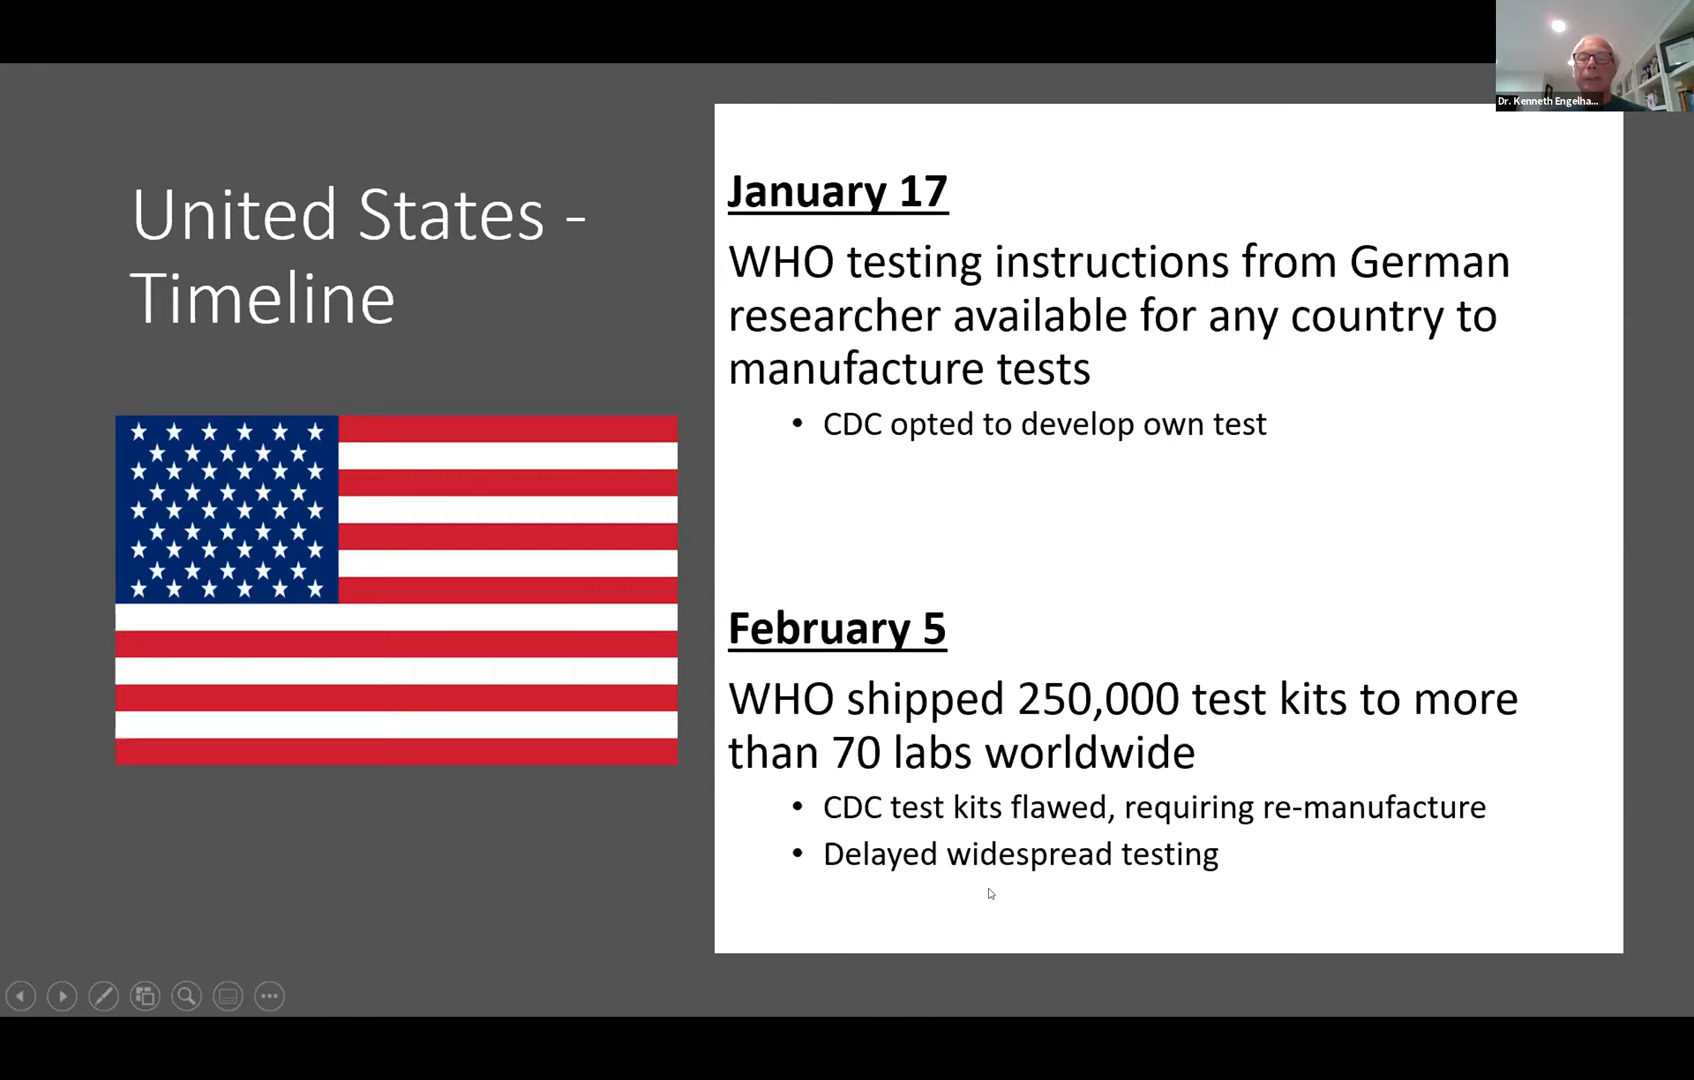 Dr. Kenneth Engelha...
United States -
Timeline
January 17
WHO testing instructions from German
researcher available for any country to
manufacture tests
• CDC opted to develop own test
February 5
WHO shipped 250,000 test kits to more
than 70 labs worldwide
• CDC test kits flawed, requiring re-manufacture
• Delayed widespread testing